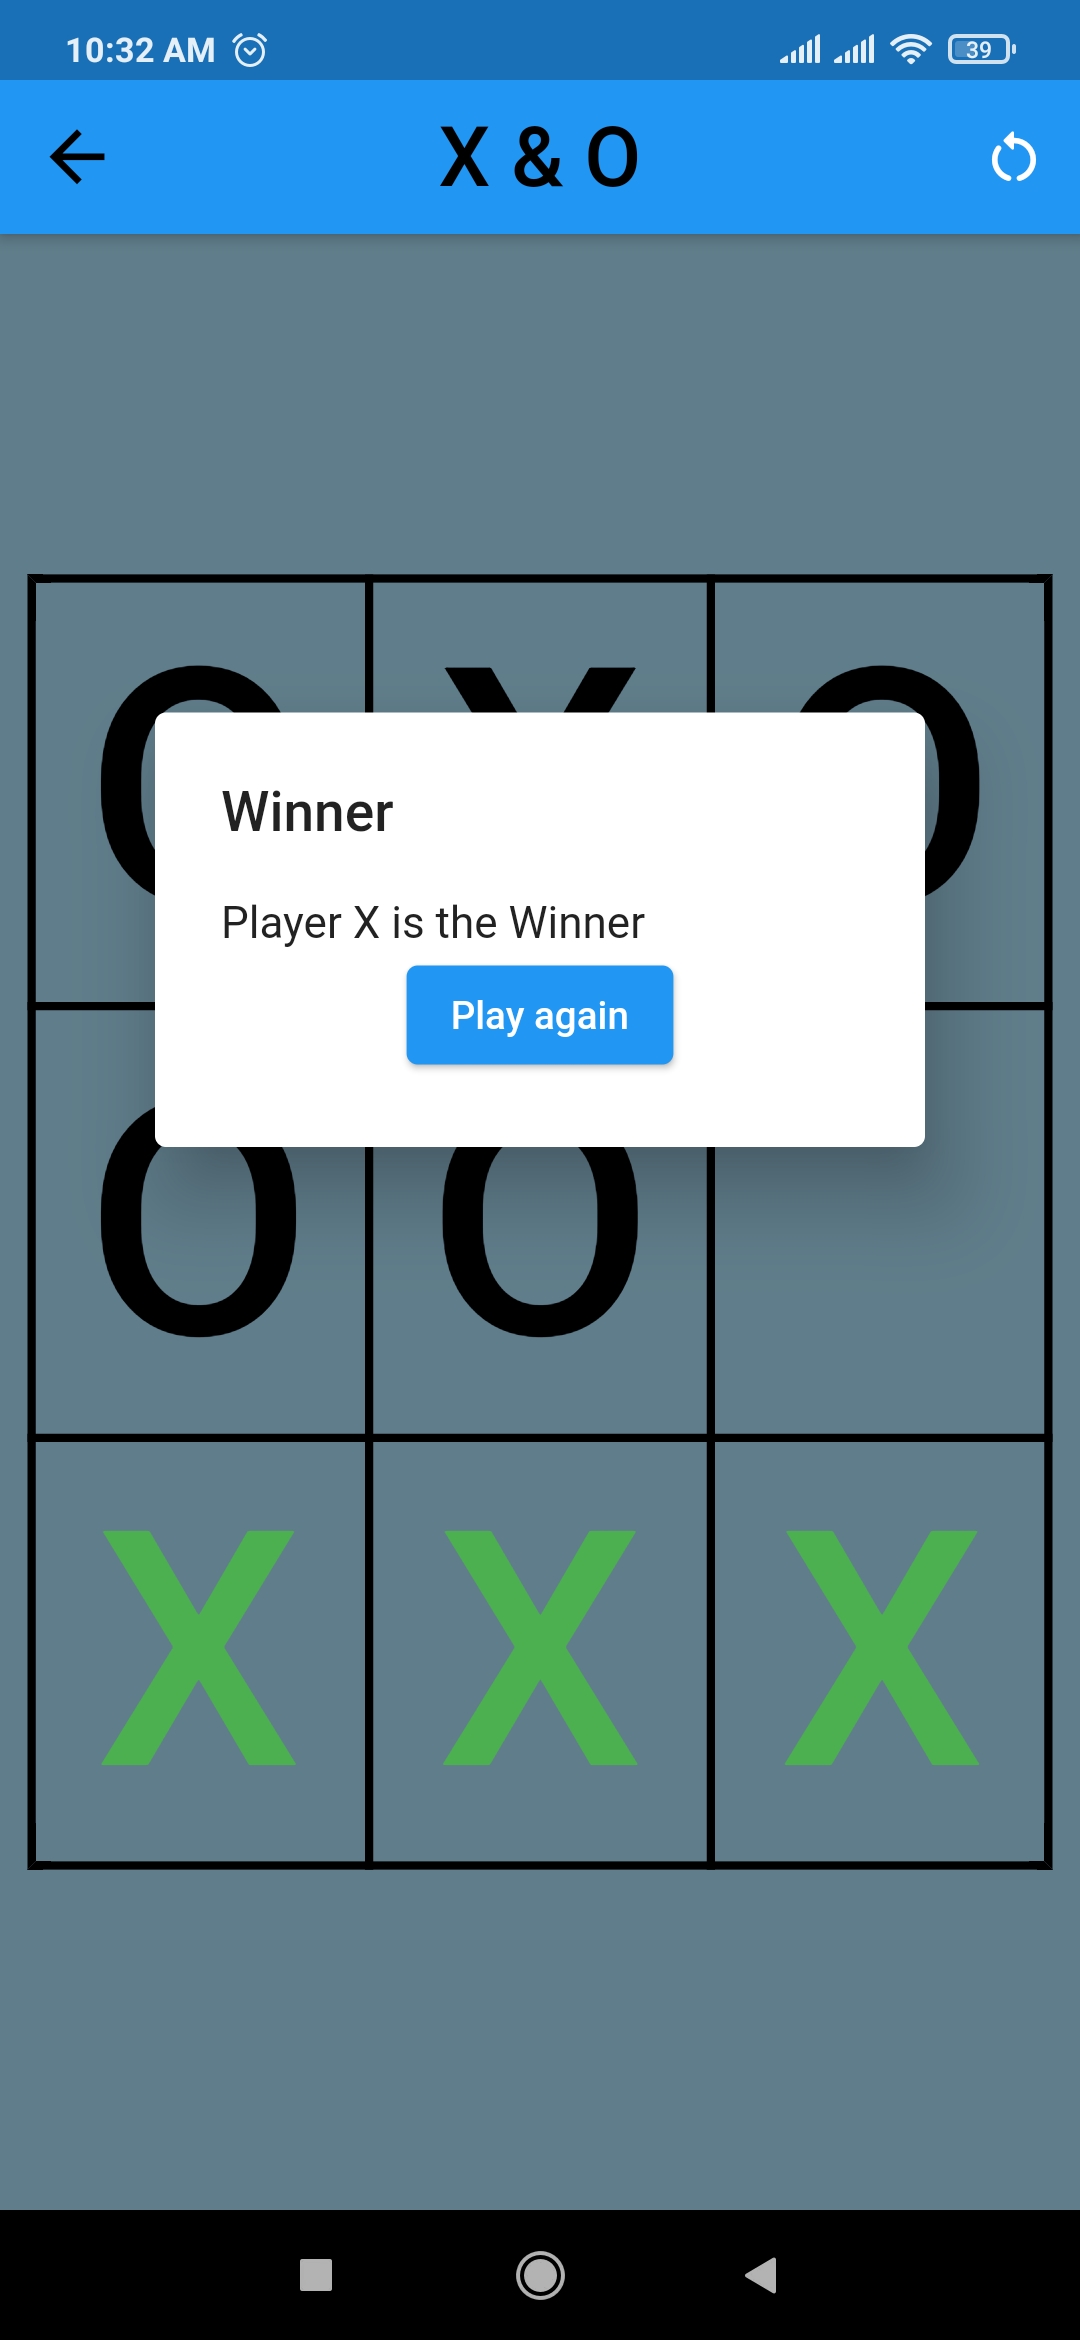 10:32 AM 39
X & O
O X O
Winner
Player X is the Winner
Play again
O O
X X X